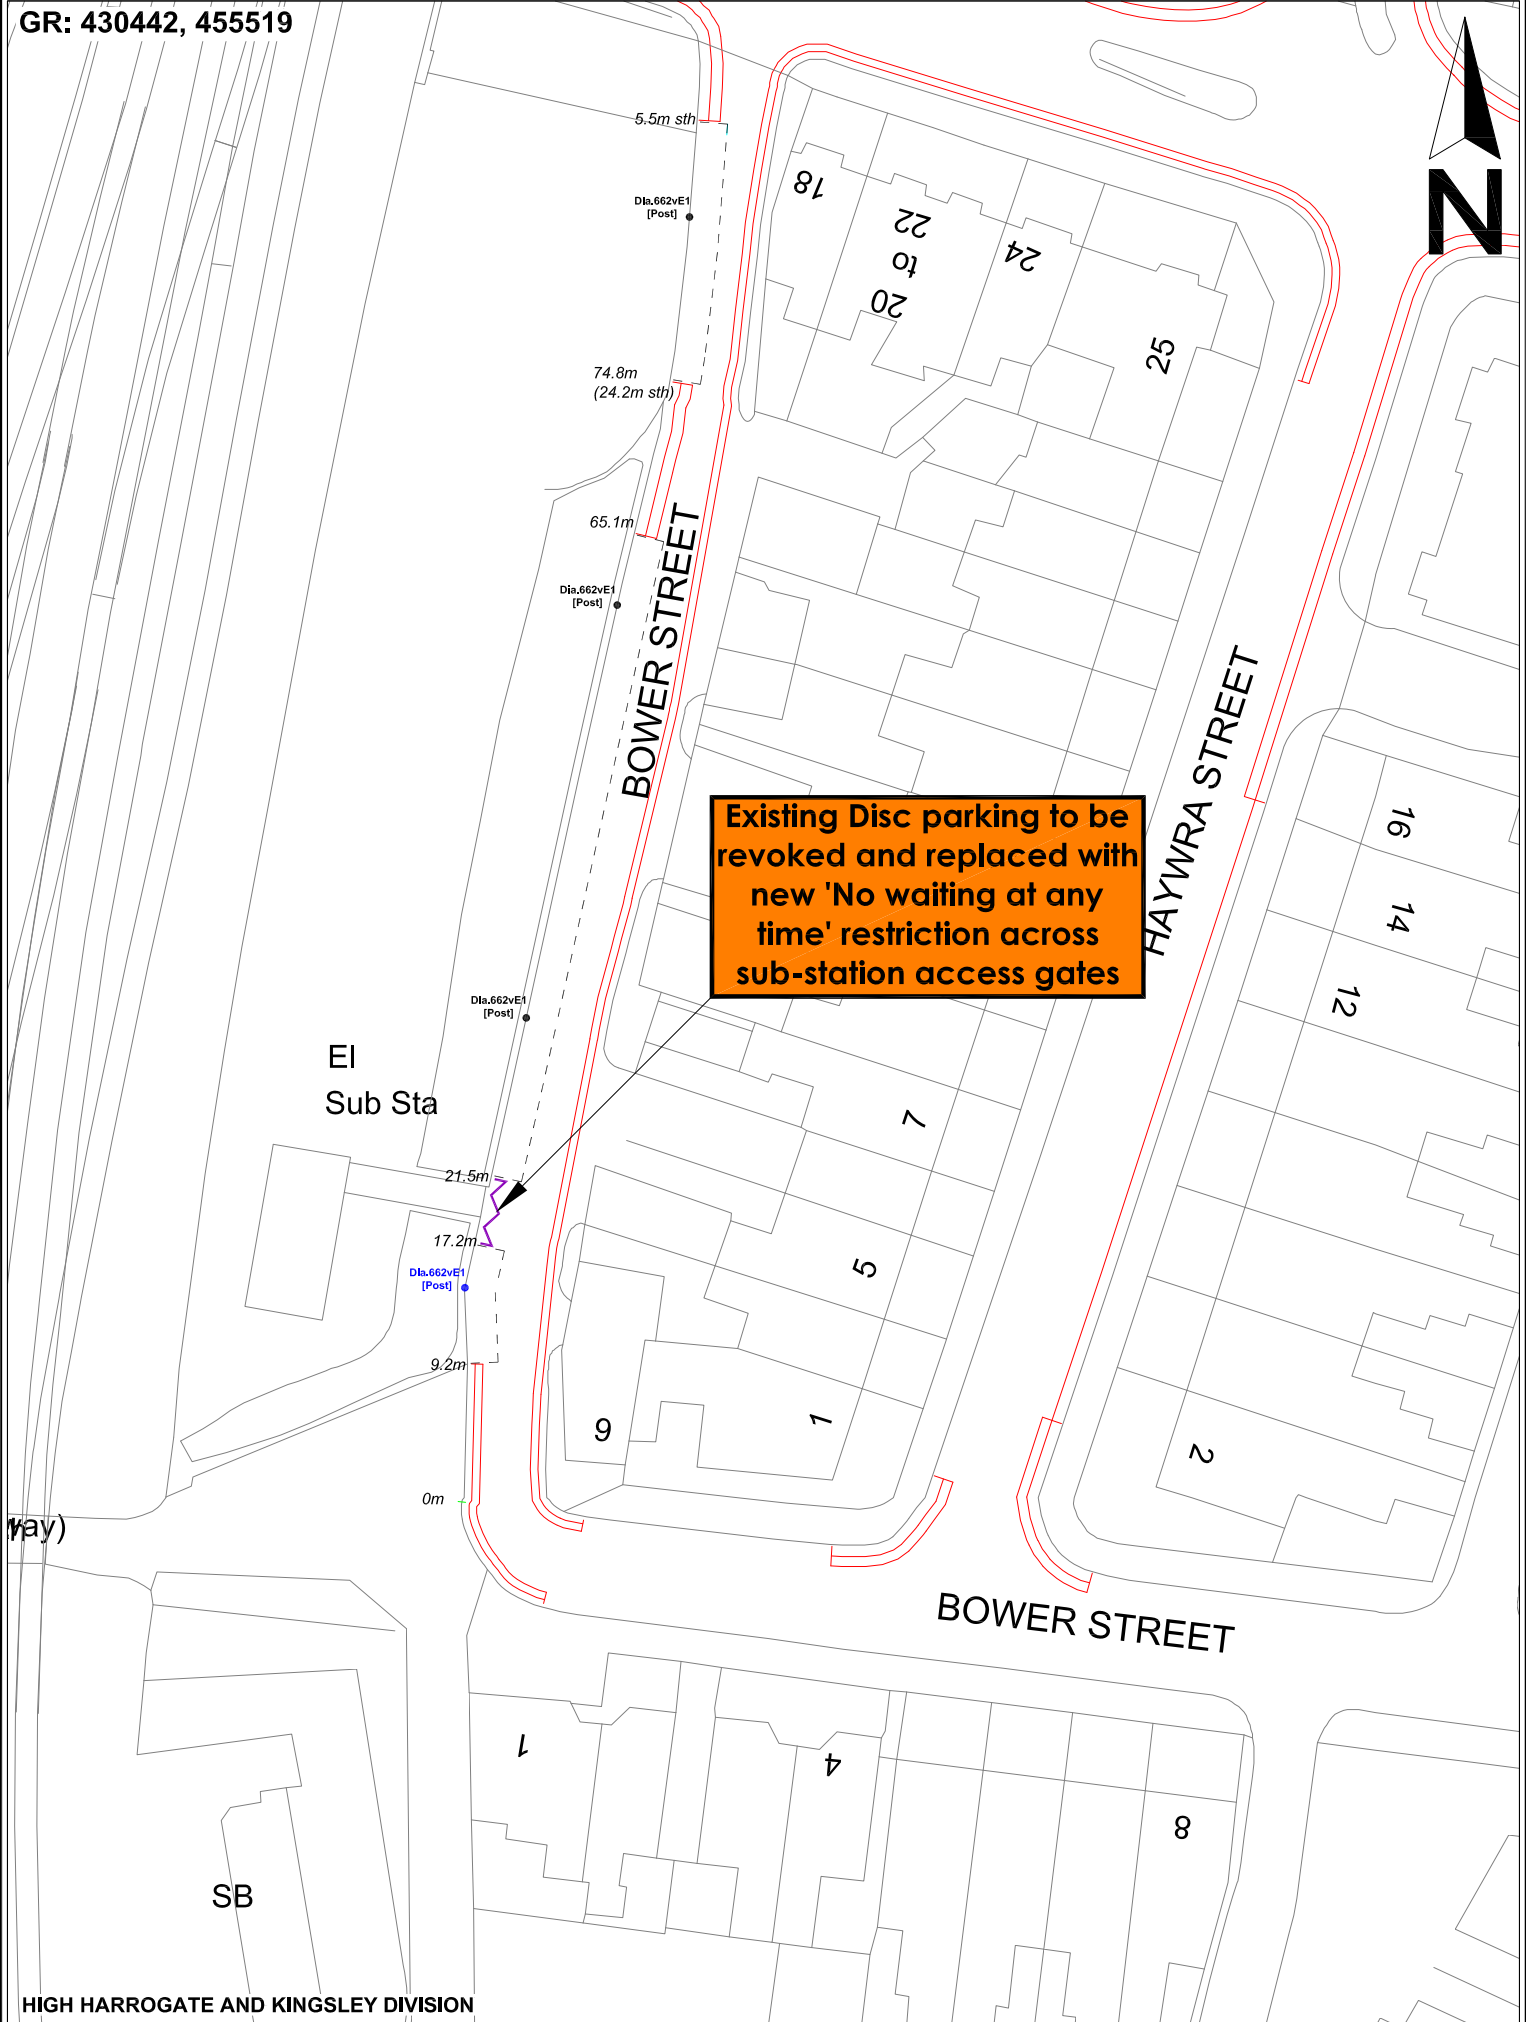 GR: 430442, 455519
N
5.5m sth
Dia.662vE1
[Post]
18
22
to
20
24
25
74.8m
(24.2m sth)
65.1m
Dia.662vE1
[Post]
BOWER STREET
HAYWRA STREET
Existing Disc parking to be
revoked and replaced with
new 'No waiting at any
time' restriction across
sub-station access gates
16
14
12
Dia.662vE1
[Post]
El
Sub Sta
7
21.5m
17.2m
Dia.662vE1
[Post]
5
9.2m
9
1
2
0m
way)
BOWER STREET
1
4
8
SB
HIGH HARROGATE AND KINGSLEY DIVISION